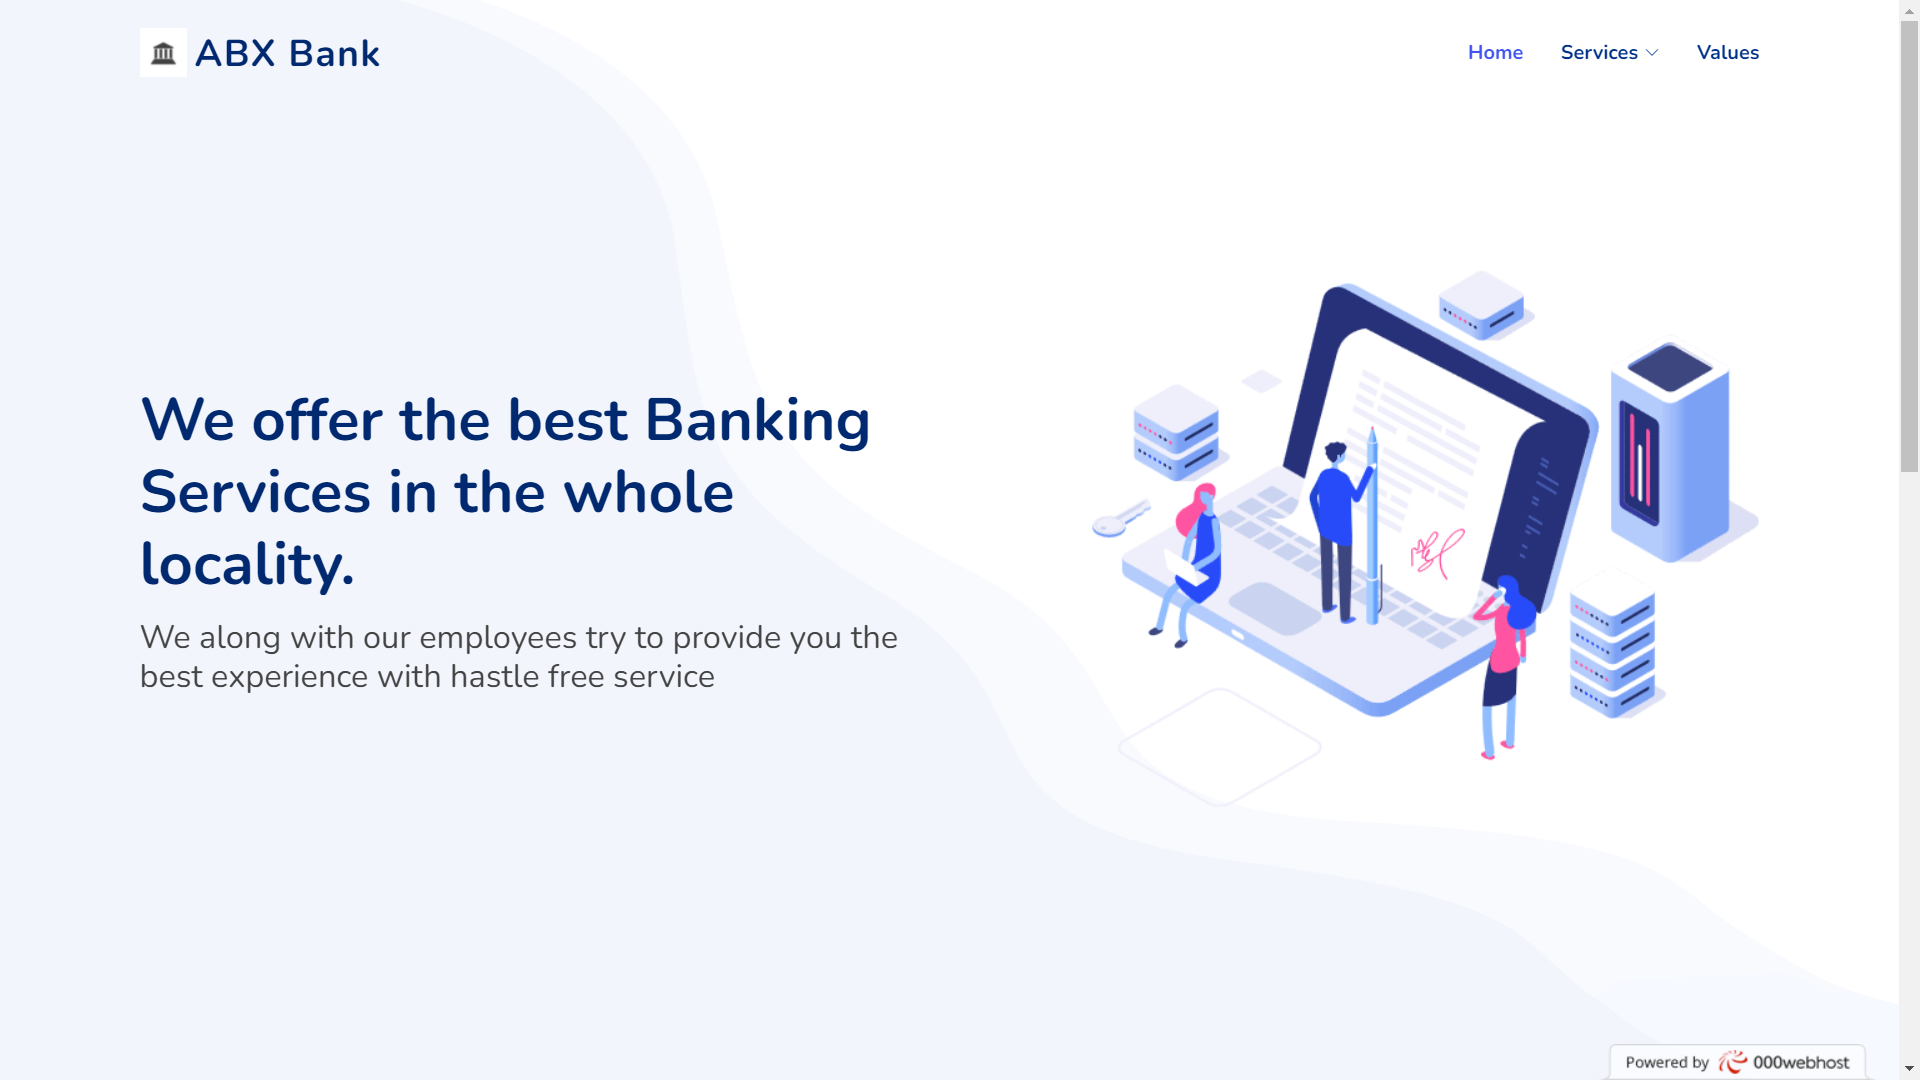 ABX Bank
Home
Services
Values
We offer the best Banking
Services in the whole
locality.
We along with our employees try to provide you the
best experience with hastle free service
Powered by 000webhost